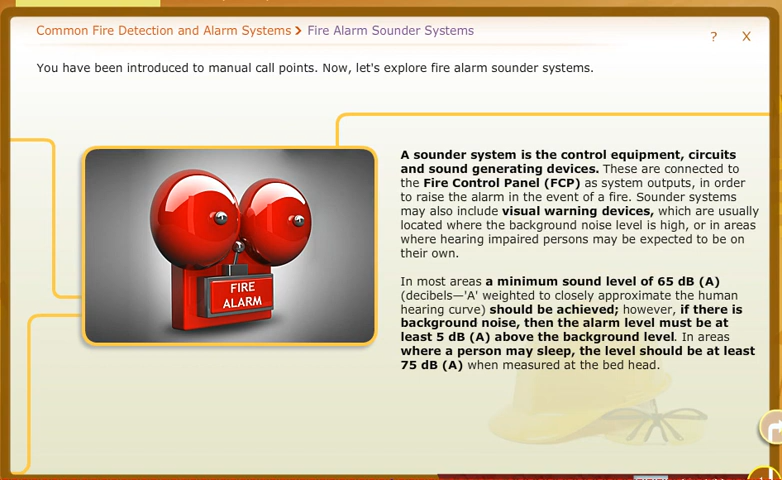 Common Fire Detection and Alarm Systems > Fire Alarm Sounder Systems
? X
You have been introduced to manual call points. Now, let's explore fire alarm sounder systems.
A sounder system is the control equipment, circuits
and sound generating devices. These are connected to
the Fire Control Panel (FCP) as system outputs, in order
to raise the alarm in the event of a fire. Sounder systems
may also include visual warning devices, which are usually
located where the background noise level is high, or in areas
where hearing impaired persons may be expected to be on
their own.
In most areas a minimum sound level of 65 dB (A)
(decibels—'A' weighted to closely approximate the human
hearing curve) should be achieved; however, if there is
background noise, then the alarm level must be at
least 5 dB (A) above the background level. In areas
where a person may sleep, the level should be at least
75 dB (A) when measured at the bed head.
FIRE
ALARM